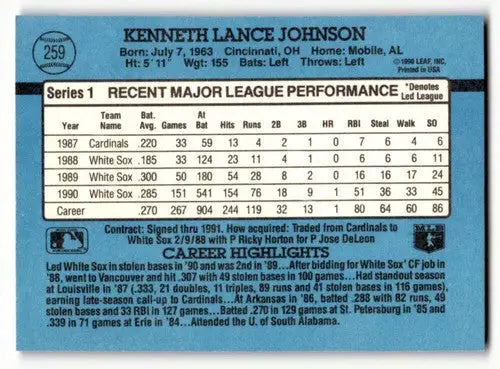 259
KENNETH LANCE JOHNSON
Born: July 7, 1963 Cincinnati, OH Home: Mobile, AL
Ht: 5' 11" Wgt: 155 Bats: Left Throws: Left
© 1990 LEAF, INC.
Printed in USA
Series 1 RECENT MAJOR LEAGUE PERFORMANCE *Denotes Led League
Year Team Name Bat. Avg. Games At Bat Hits Runs 2B 3B HR RBI Steal Walk SO
1987 Cardinals .220 33 59 13 4 2 1 0 7 6 4 6
1988 White Sox .185 33 124 23 11 4 1 0 6 6 6 11
1989 White Sox .300 50 180 54 28 8 2 0 16 16 17 24
1990 White Sox .285 151 541 154 76 18 9 1 51 36 33 45
Career .270 267 904 244 119 32 13 1 80 64 60 86
Contract: Signed thru 1991. How acquired: Traded from Cardinals to
White Sox 2/9/88 with P Ricky Horton for P Jose DeLeon
CAREER HIGHLIGHTS
Led White Sox in stolen bases in '90 and was 2nd in '89...After bidding for White Sox' CF job in
'88, went to Vancouver and hit .307 with 49 stolen bases in 100 games...Had standout season
at Louisville in '87 (.333, 21 doubles, 11 triples, 89 runs and 41 stolen bases in 116 games),
earning late-season call-up to Cardinals...At Arkansas in '86, batted .288 with 82 runs, 49
stolen bases and 33 RBI in 127 games...Batted .270 in 129 games at St. Petersburg in '85 and
.339 in 71 games at Erie in '84...Attended the U. of South Alabama.